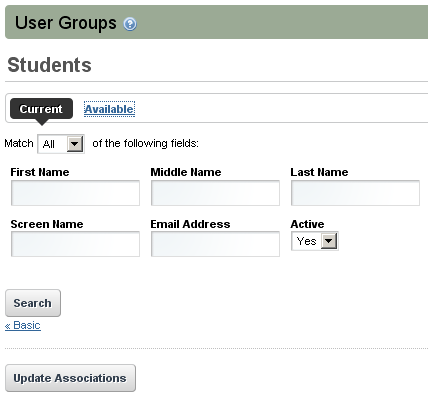 User Groups ?
Students
Current Available
Match All of the following fields:
First Name Middle Name Last Name
Screen Name Email Address Active
Yes
Search
« Basic
Update Associations